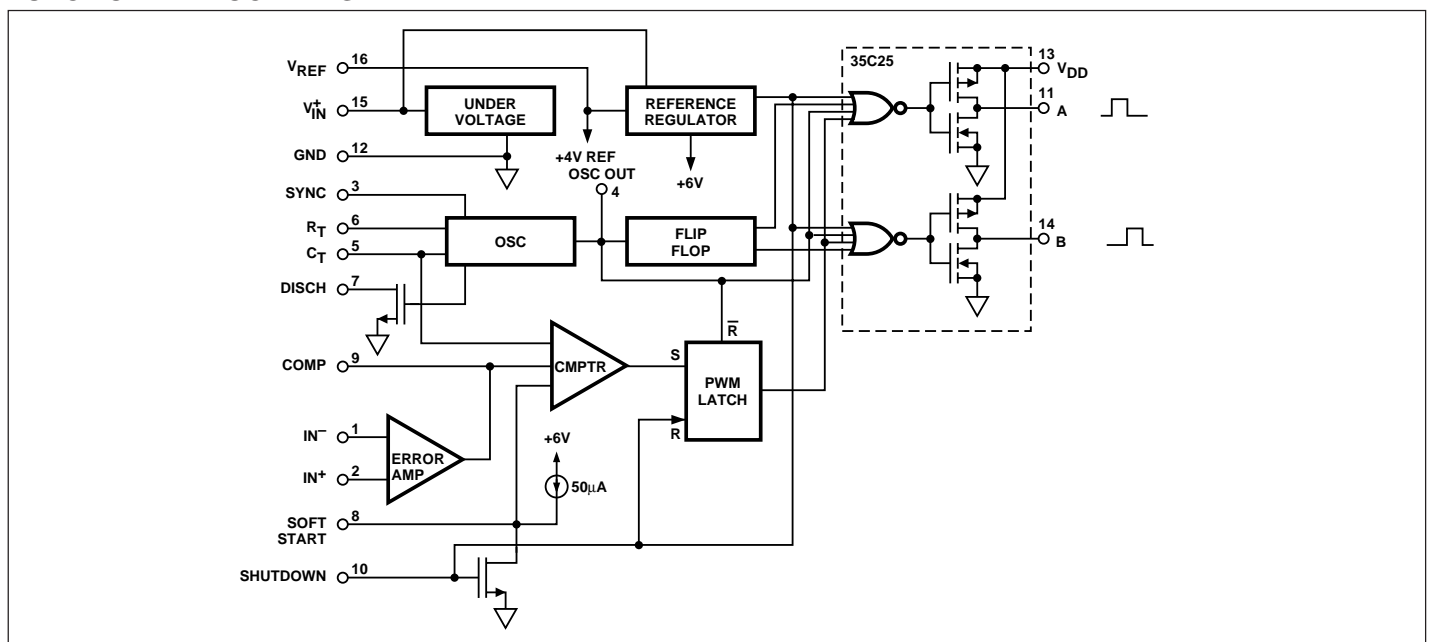 VREF 16
V+IN 15
GND 12
SYNC 3
RT 6
CT 5
DISCH 7
COMP 9
IN– 1
IN+ 2
SOFT START 8
SHUTDOWN 10
UNDER
VOLTAGE
REFERENCE
REGULATOR
+4V REF
OSC OUT
4
+6V
OSC
FLIP
FLOP
CMPTR
S
R̅
PWM
LATCH
R
ERROR
AMP
+6V
50µA
35C25
13
VDD
11
A
14
B